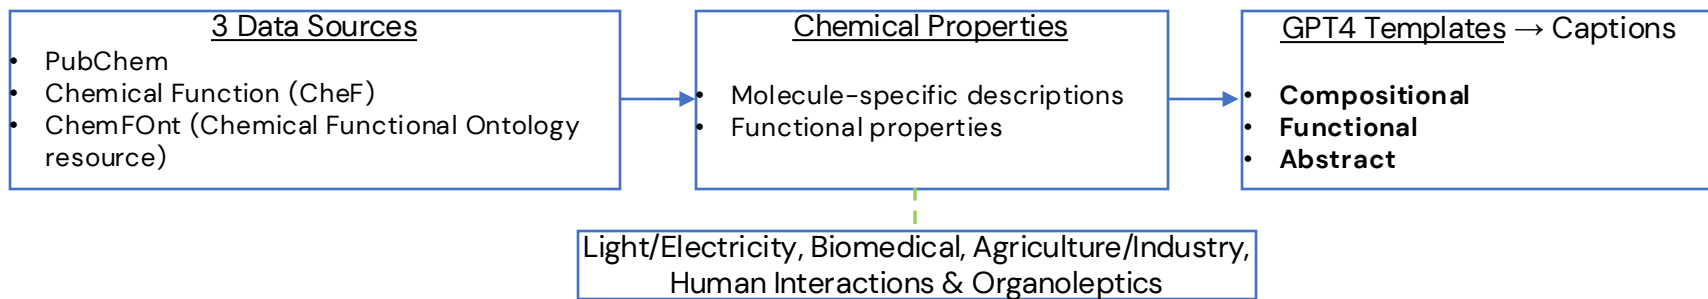 3 Data Sources
• PubChem
• Chemical Function (CheF)
• ChemFOnt (Chemical Functional Ontology
resource)
Chemical Properties
• Molecule-specific descriptions
• Functional properties
GPT4 Templates → Captions
• Compositional
• Functional
• Abstract
Light/Electricity, Biomedical, Agriculture/Industry,
Human Interactions & Organoleptics